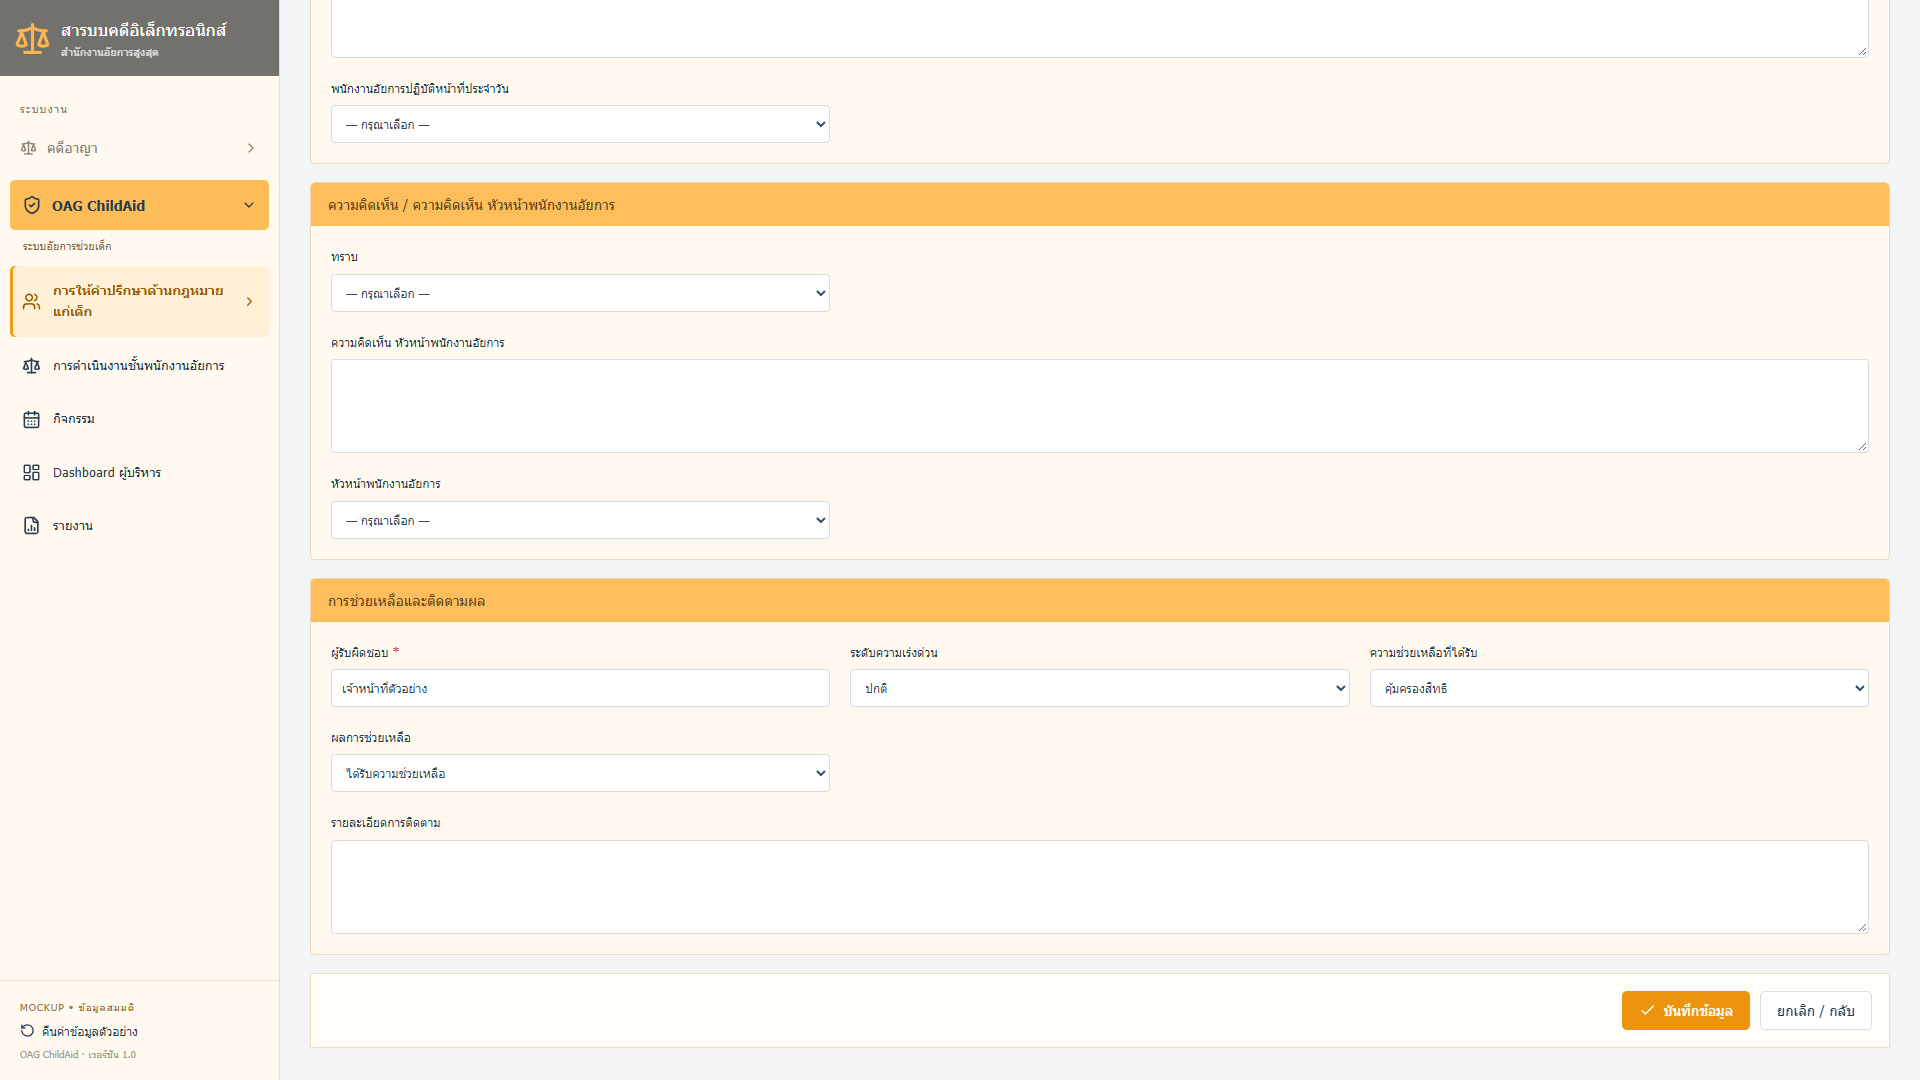 สารบบคดีอิเล็กทรอนิกส์
สำนักงานอัยการสูงสุด
ระบบงาน
คดีอาญา
OAG ChildAid
ระบบอัยการช่วยเด็ก
การให้คำปรึกษาด้านกฎหมาย
แก่เด็ก
การดำเนินงานชั้นพนักงานอัยการ
กิจกรรม
Dashboard ผู้บริหาร
รายงาน
MOCKUP • ข้อมูลสมมติ
คืนค่าข้อมูลตัวอย่าง
OAG ChildAid · เวอร์ชัน 1.0
พนักงานอัยการปฏิบัติหน้าที่ประจำวัน
— กรุณาเลือก —
ความคิดเห็น / ความคิดเห็น หัวหน้าพนักงานอัยการ
ทราบ
— กรุณาเลือก —
ความคิดเห็น หัวหน้าพนักงานอัยการ
หัวหน้าพนักงานอัยการ
— กรุณาเลือก —
การช่วยเหลือและติดตามผล
ผู้รับผิดชอบ *
ระดับความเร่งด่วน
ความช่วยเหลือที่ได้รับ
เจ้าหน้าที่ตัวอย่าง
ปกติ
คุ้มครองสิทธิ
ผลการช่วยเหลือ
ได้รับความช่วยเหลือ
รายละเอียดการติดตาม
บันทึกข้อมูล
ยกเลิก / กลับ